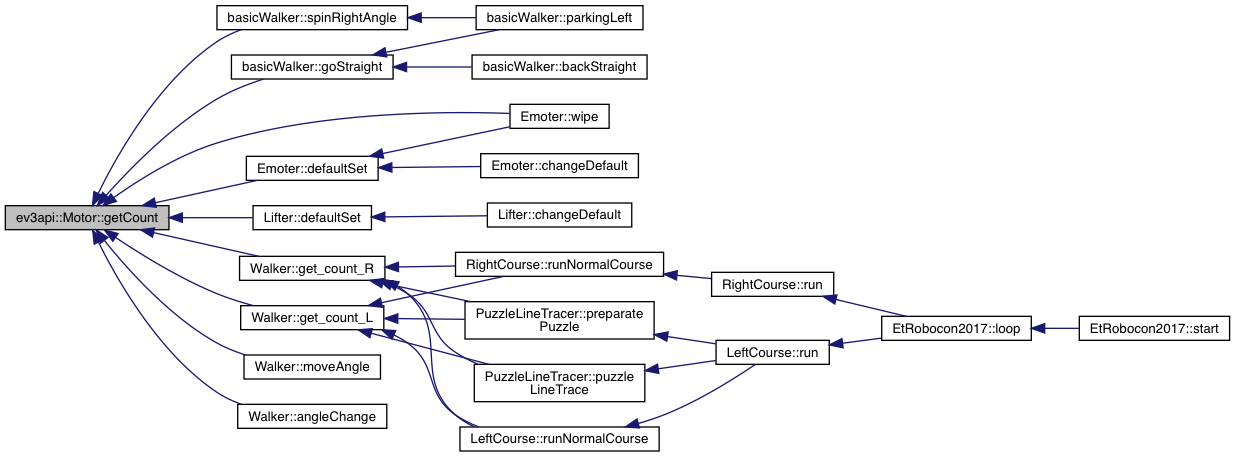 basicWalker::spinRightAngle
basicWalker::parkingLeft
basicWalker::goStraight
basicWalker::backStraight
Emoter::wipe
Emoter::defaultSet
Emoter::changeDefault
ev3api::Motor::getCount
Lifter::defaultSet
Lifter::changeDefault
Walker::get_count_R
RightCourse::runNormalCourse
RightCourse::run
Walker::get_count_L
PuzzleLineTracer::preparate
Puzzle
EtRobocon2017::loop
EtRobocon2017::start
LeftCourse::run
Walker::moveAngle
PuzzleLineTracer::puzzle
LineTrace
Walker::angleChange
LeftCourse::runNormalCourse